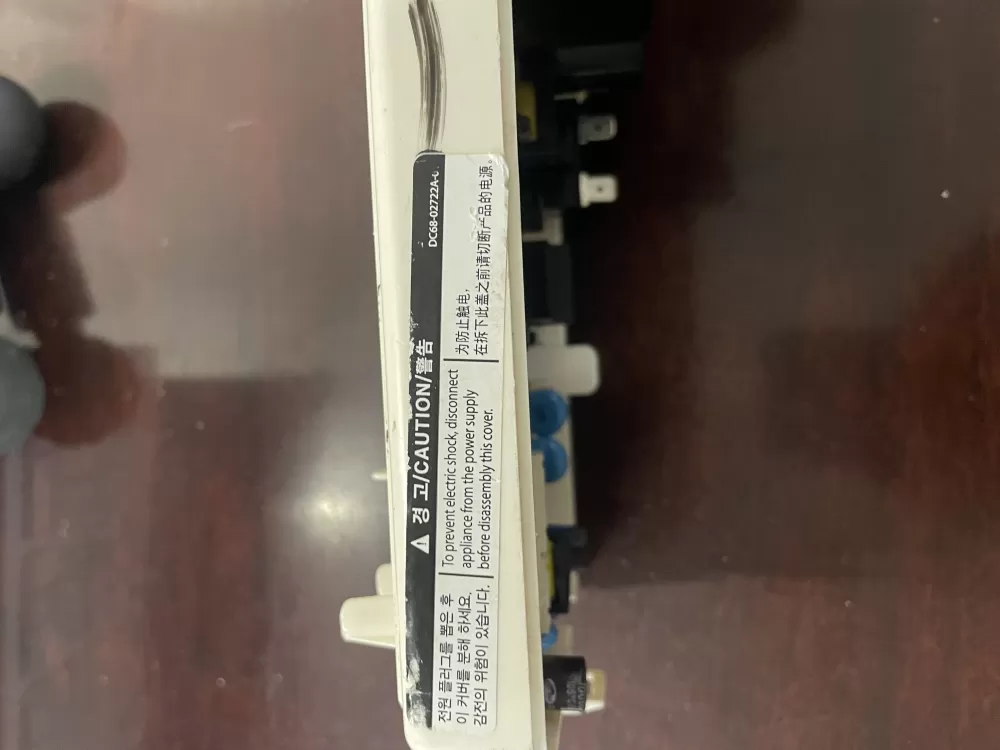 ⚠ 경 고/CAUTION/警告
DC68-02722A-
전원 플러그를 뽑은 후
이 커버를 분해 하세요.
감전의 위험이 있습니다.
To prevent electric shock, disconnect
appliance from the power supply
before disassembly this cover.
为防止触电,
在拆下此盖之前请切断产品的电源。